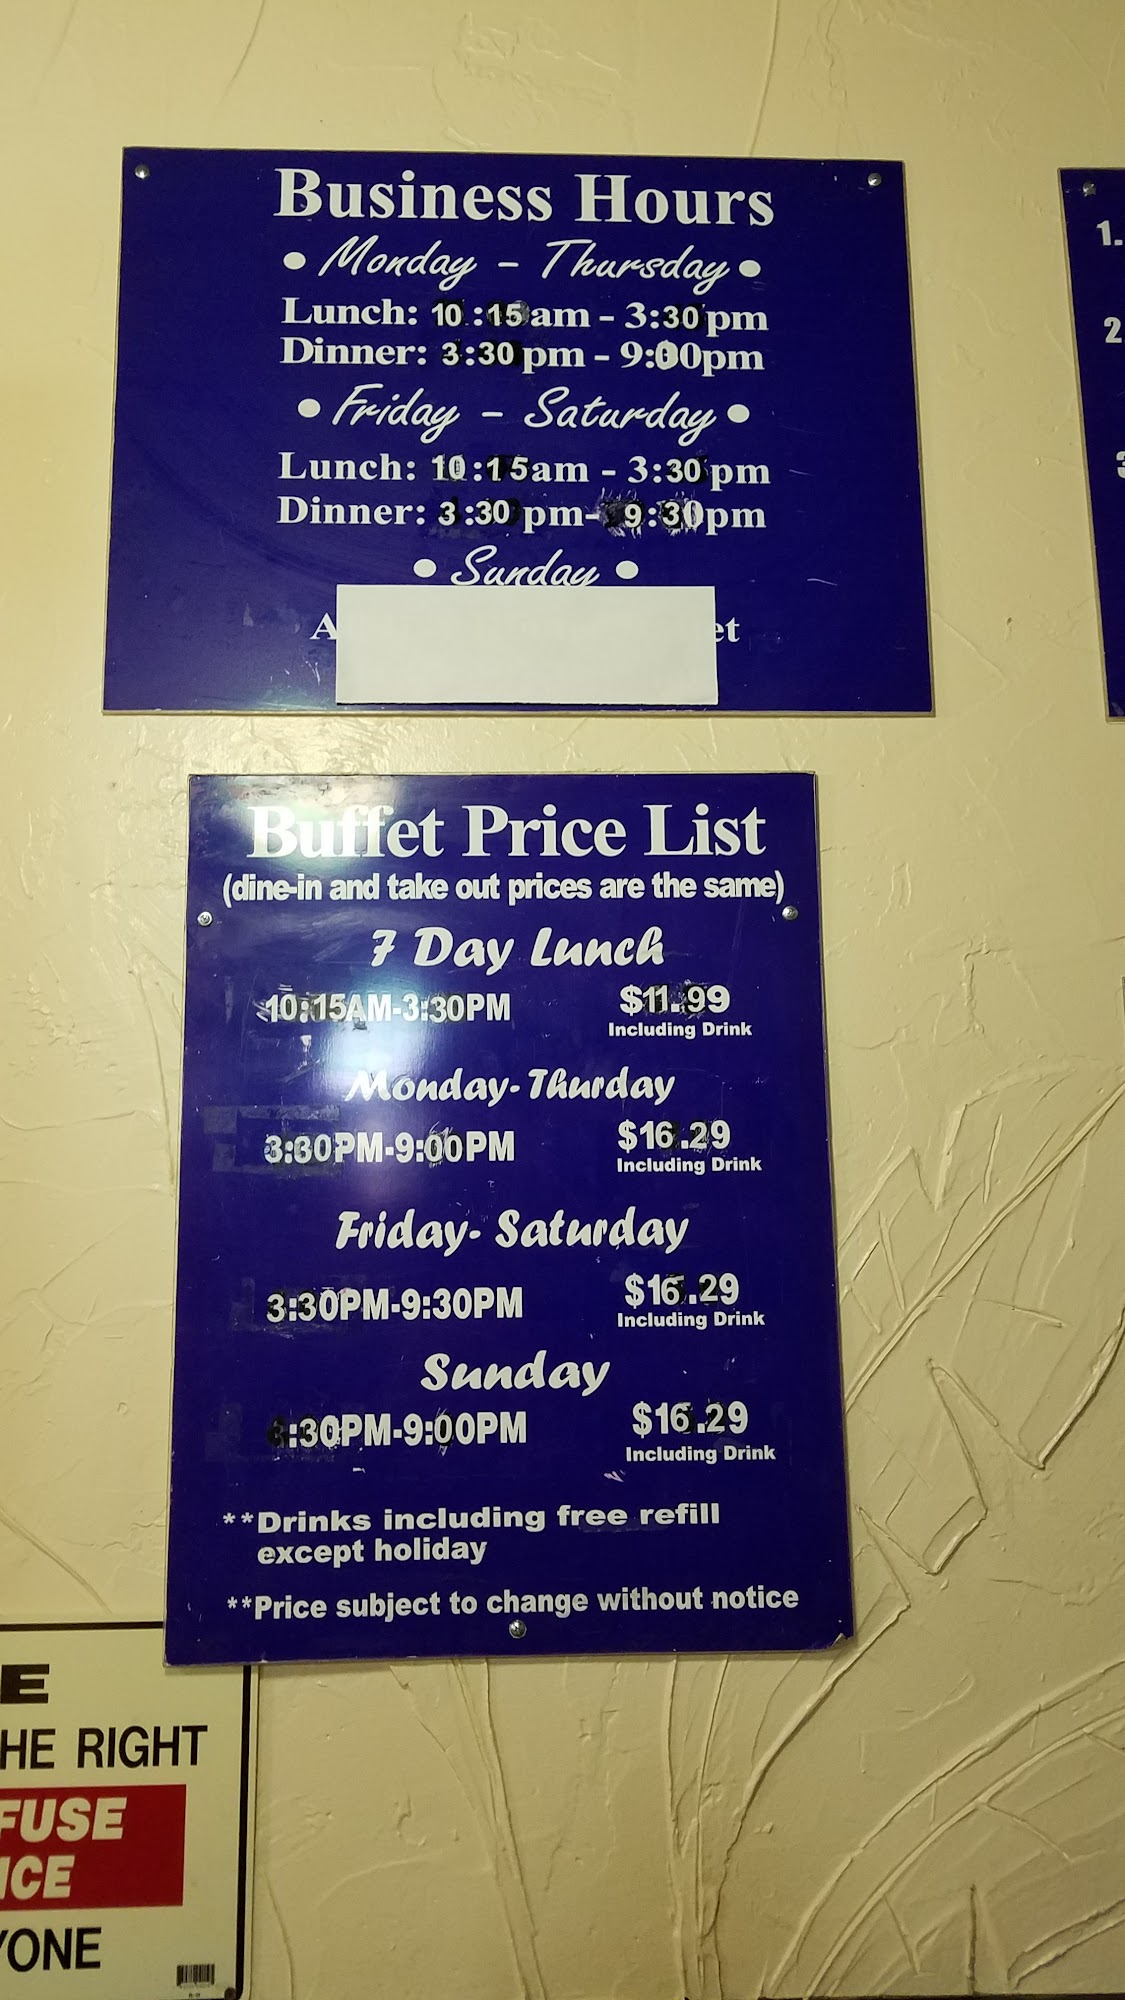 Business Hours
• Monday – Thursday •
Lunch: 10:15am - 3:30pm
Dinner: 3:30pm - 9:00pm
• Friday – Saturday •
Lunch: 10:15am - 3:30pm
Dinner: 3:30pm- 9:30pm
• Sunday •
A et
Buffet Price List
(dine-in and take out prices are the same)
7 Day Lunch
10:15AM-3:30PM $11.99
Including Drink
Monday-Thurday
3:30PM-9:00PM $16.29
Including Drink
Friday- Saturday
3:30PM-9:30PM $16.29
Including Drink
Sunday
:30PM-9:00PM $16.29
Including Drink
**Drinks including free refill
except holiday
**Price subject to change without notice
1.
2
3
E
HE RIGHT
FUSE
ICE
YONE